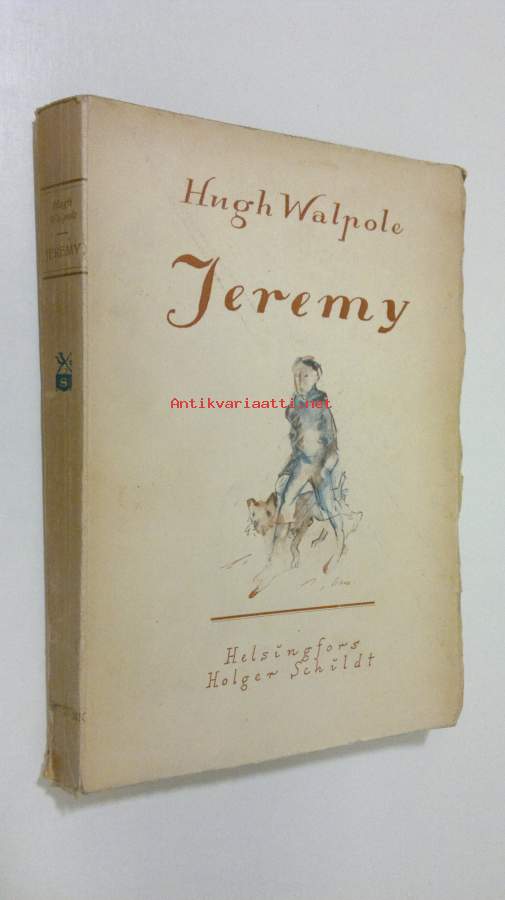 Hugh Walpole
Jeremy
Antikvariaatti.net
Helsingfors
Holger Schildt
Hugh
Walpole
JEREMY
S